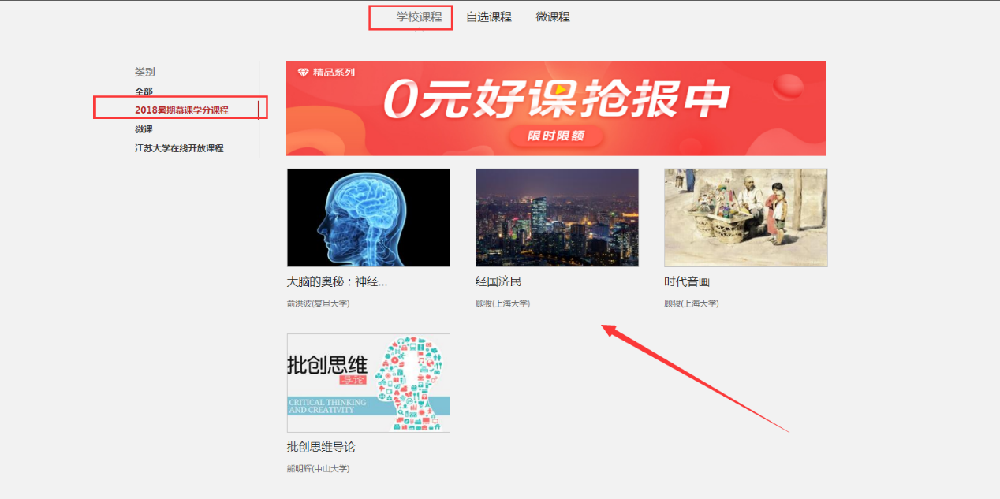 学校课程 自选课程 微课程
类别
全部
2018暑期慕课学分课程
微课
江苏大学在线开放课程
精品系列
0元好课抢报中
限时限额
大脑的奥秘：神经...
俞洪波(复旦大学)
经国济民
顾骏(上海大学)
时代音画
顾骏(上海大学)
批创思维
导论
CRITICAL THINKING
AND CREATIVITY
批创思维导论
熊明辉(中山大学)